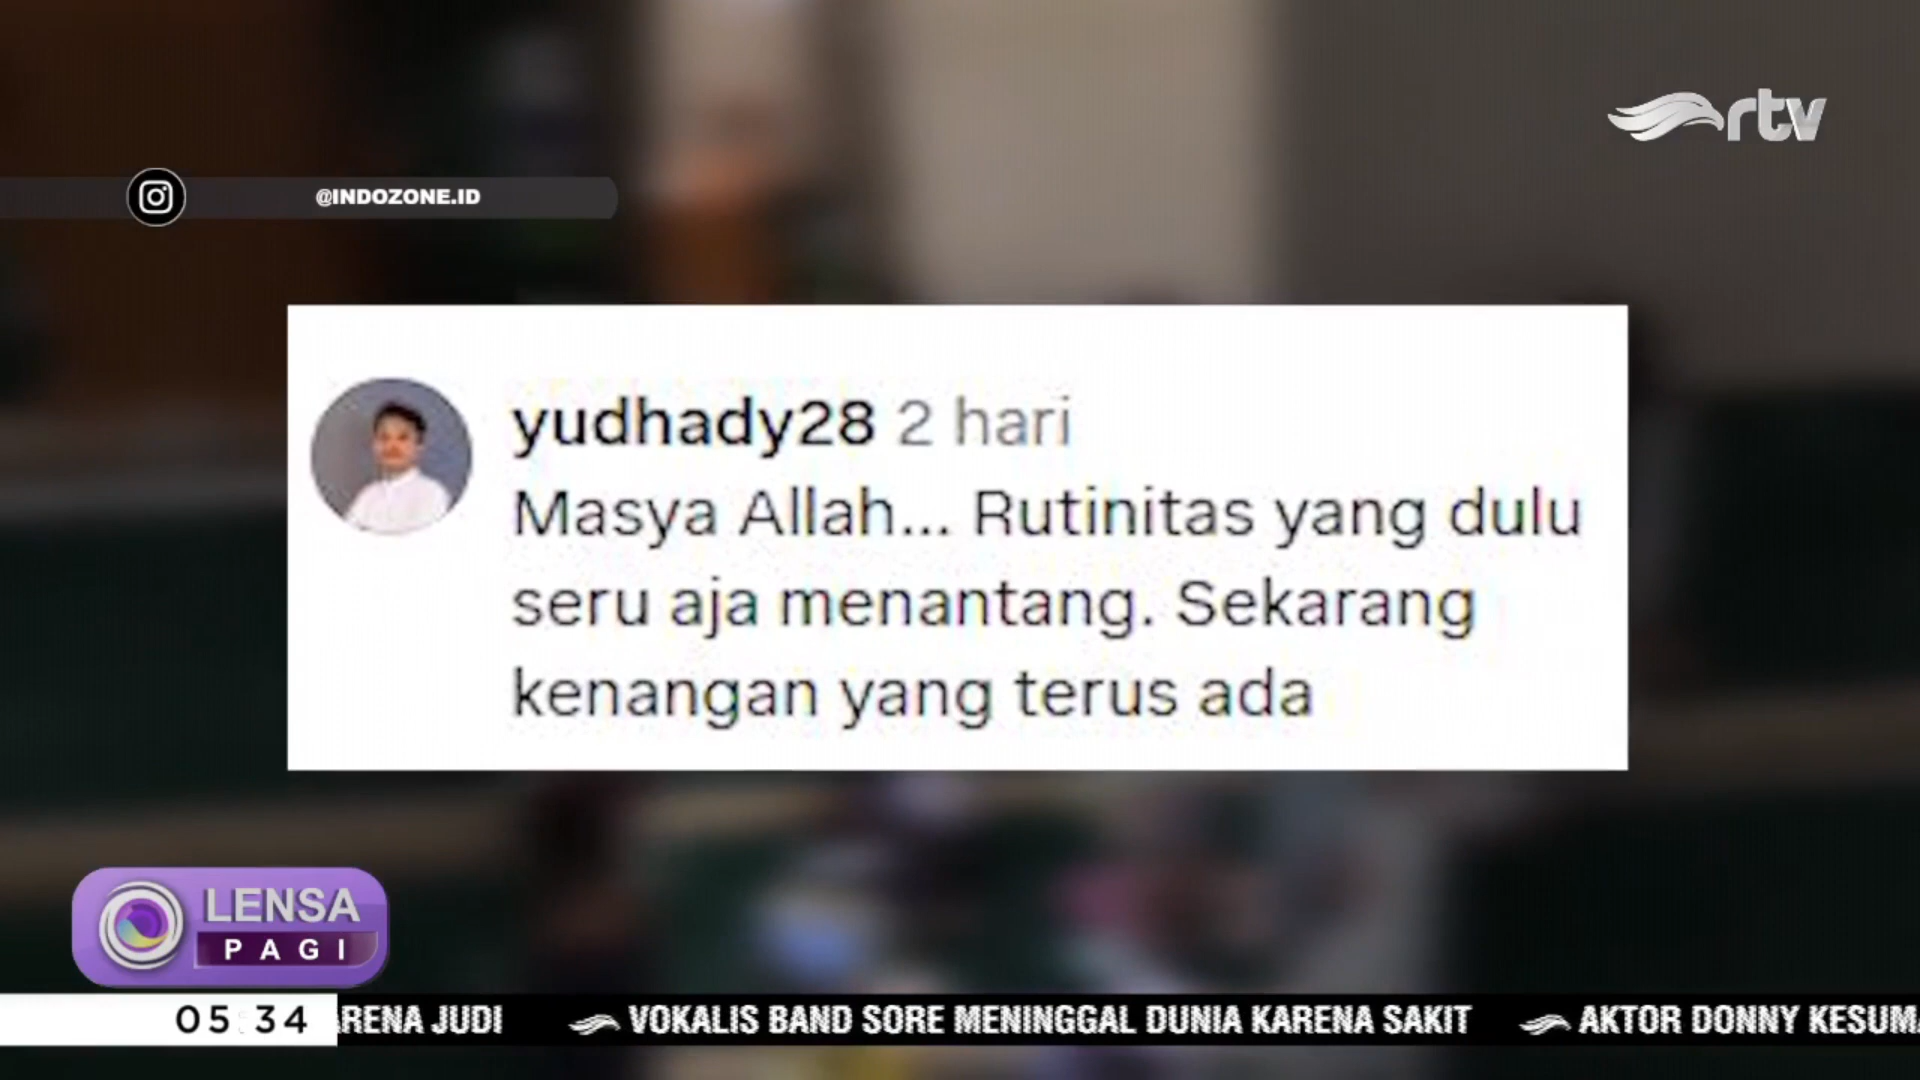 rtv
@INDOZONE.ID
yudhady28 2 hari
Masya Allah... Rutinitas yang dulu
seru aja menantang. Sekarang
kenangan yang terus ada
LENSA
PAGI
05:34 ARENA JUDI VOKALIS BAND SORE MENINGGAL DUNIA KARENA SAKIT AKTOR DONNY KESUMA